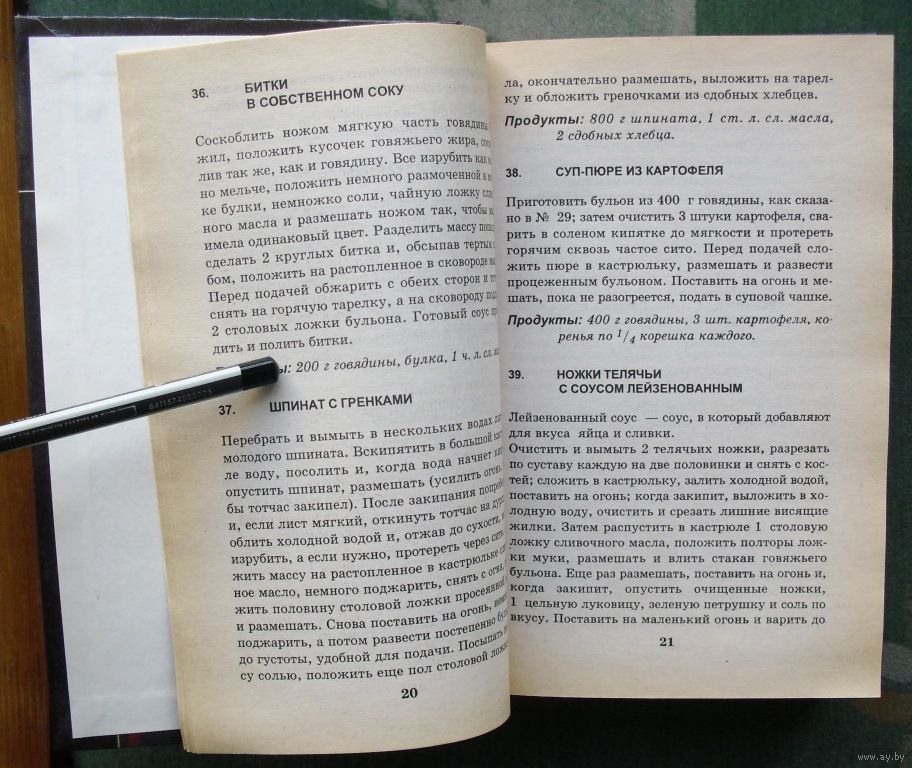 36. БИТКИ
В СОБСТВЕННОМ СОКУ
Соскоблить ножом мягкую часть говядины
жил, положить кусочек говяжьего жира,
лив так же, как и говядину. Все изрубить как
но мельче, положить немного размоченной в
ке булки, немножко соли, чайную ложку
ного масла и размешать ножом так, чтобы
имела одинаковый цвет. Разделить массу
сделать 2 круглых битка и, обсыпав тертым
бом, положить на растопленное в сковороде
Перед подачей обжарить с обеих сторон и
снять на горячую тарелку, а на сковороду
2 столовых ложки бульона. Готовый соус
дить и полить битки.
ы: 200 г говядины, булка, 1 ч. л. сл.
37. ШПИНАТ С ГРЕНКАМИ
Перебрать и вымыть в нескольких водах
молодого шпината. Вскипятить в большой
ле воду, посолить и, когда вода начнет
опустить шпинат, размешать (усилить огонь,
бы тотчас закипел). После закипания
и, если лист мягкий, откинуть тотчас на
облить холодной водой и, отжав до сухости,
изрубить, а если нужно, протереть через
жить массу на растопленное в кастрюльке
ное масло, немного поджарить, снять с огня,
жить половину столовой ложки просеянной
и размешать. Снова поставить на огонь,
поджарить, а потом развести постепенно
до густоты, удобной для подачи. Посыпать
су солью, положить еще пол столовой
20
ла, окончательно размешать, выложить на тарел-
ку и обложить греночками из сдобных хлебцев.
Продукты: 800 г шпината, 1 ст. л. сл. масла,
2 сдобных хлебца.
38. СУП-ПЮРЕ ИЗ КАРТОФЕЛЯ
Приготовить бульон из 400 г говядины, как сказа-
но в № 29; затем очистить 3 штуки картофеля, сва-
рить в соленом кипятке до мягкости и протереть
горячим сквозь частое сито. Перед подачей сло-
жить пюре в кастрюльку, размешать и развести
процеженным бульоном. Поставить на огонь и ме-
шать, пока не разогреется, подать в суповой чашке.
Продукты: 400 г говядины, 3 шт. картофеля, ко-
ренья по 1/4 корешка каждого.
39. НОЖКИ ТЕЛЯЧЬИ
С СОУСОМ ЛЕЙЗЕНОВАННЫМ
Лейзенованный соус — соус, в который добавляют
для вкуса яйца и сливки.
Очистить и вымыть 2 телячьих ножки, разрезать
по суставу каждую на две половинки и снять с кос-
тей; сложить в кастрюльку, залить холодной водой,
поставить на огонь; когда закипит, выложить в хо-
лодную воду, очистить и срезать лишние висящие
жилки. Затем распустить в кастрюле 1 столовую
ложку сливочного масла, положить полторы лож-
ки муки, размешать и влить стакан говяжьего
бульона. Еще раз размешать, поставить на огонь и,
когда закипит, опустить очищенные ножки,
1 цельную луковицу, зеленую петрушку и соль по
вкусу. Поставить на маленький огонь и варить до
21
www.ay.by